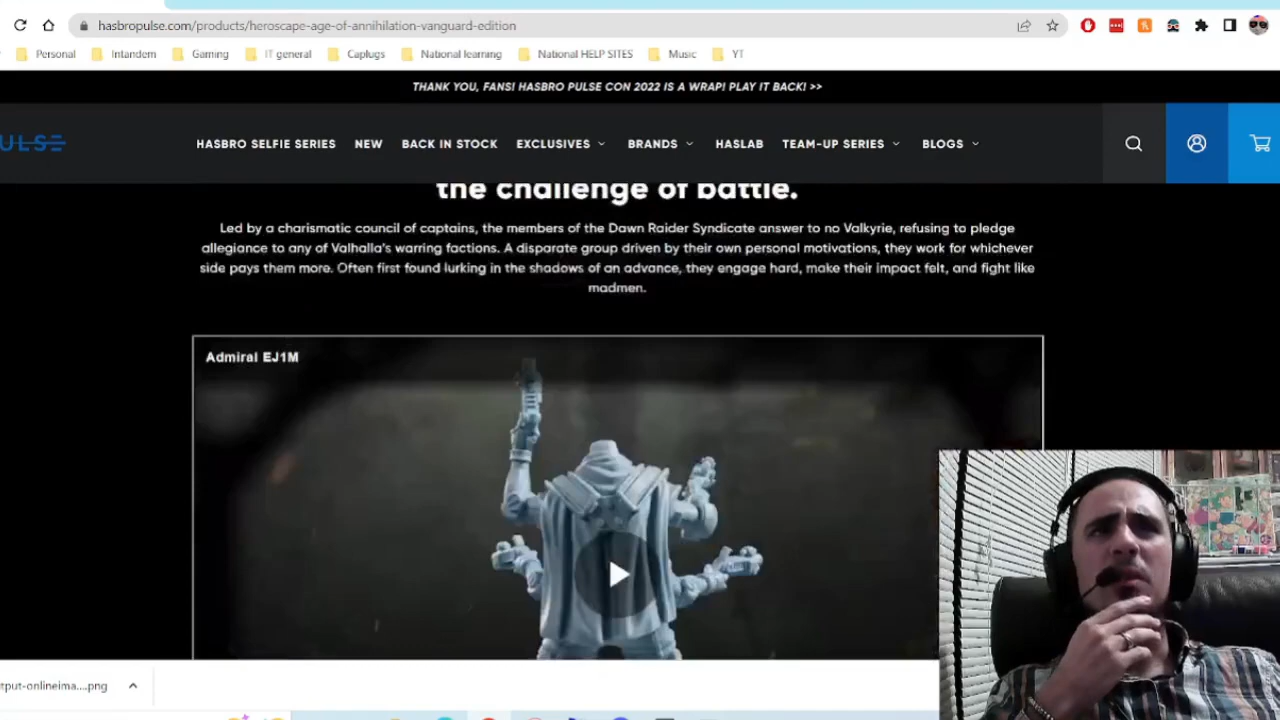 hasbropulse.com/products/heroscape-age-of-annihilation-vanguard-edition
Personal Intandem Gaming IT general Caplugs National learning National HELP SITES Music YT
THANK YOU, FANS! HASBRO PULSE CON 2022 IS A WRAP! PLAY IT BACK! >>
ULSE HASBRO SELFIE SERIES NEW BACK IN STOCK EXCLUSIVES BRANDS HASLAB TEAM-UP SERIES BLOGS
the challenge of battle.
Led by a charismatic council of captains, the members of the Dawn Raider Syndicate answer to no Valkyrie, refusing to pledge
allegiance to any of Valhalla's warring factions. A disparate group driven by their own personal motivations, they work for whichever
side pays them more. Often first found lurking in the shadows of an advance, they engage hard, make their impact felt, and fight like
madmen.
Admiral EJ1M
tput-onlineima....png